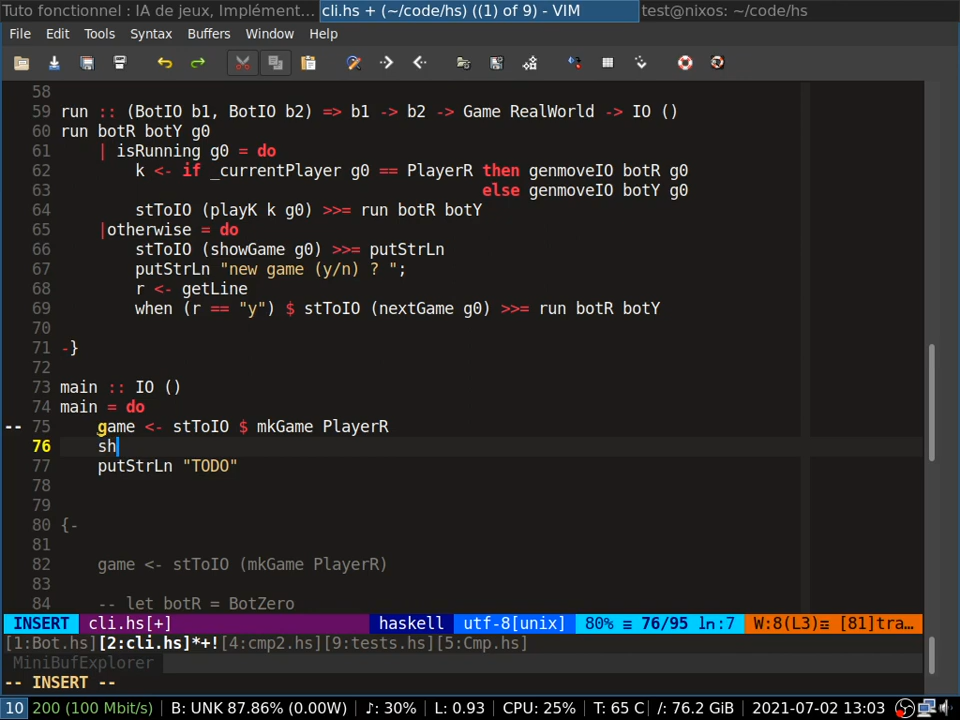 Tuto fonctionnel : IA de jeux, Implément... cli.hs + (~/code/hs) ((1) of 9) - VIM test@nixos: ~/code/hs
File Edit Tools Syntax Buffers Window Help
58
59 run :: (BotIO b1, BotIO b2) => b1 -> b2 -> Game RealWorld -> IO ()
60 run botR botY g0
61     | isRunning g0 = do
62         k <- if _currentPlayer g0 == PlayerR then genmoveIO botR g0
63                                              else genmoveIO botY g0
64         stToIO (playK k g0) >>= run botR botY
65     |otherwise = do
66         stToIO (showGame g0) >>= putStrLn
67         putStrLn "new game (y/n) ? ";
68         r <- getLine
69         when (r == "y") $ stToIO (nextGame g0) >>= run botR botY
70
71 -}
72
73 main :: IO ()
74 main = do
-- 75     game <- stToIO $ mkGame PlayerR
76     sh
77     putStrLn "TODO"
78
79
80 {-
81
82     game <- stToIO (mkGame PlayerR)
83
84     -- let botR = BotZero
INSERT cli.hs[+] haskell utf-8[unix] 80% ≡ 76/95 ln:7 W:8(L3)≡ [81]tra...
[1:Bot.hs][2:cli.hs]*+![4:cmp2.hs][9:tests.hs][5:Cmp.hs]
MiniBufExplorer
-- INSERT --
10 200 (100 Mbit/s) B: UNK 87.86% (0.00W) ♪: 30% L: 0.93 CPU: 25% T: 65 C /: 76.2 GiB 2021-07-02 13:03